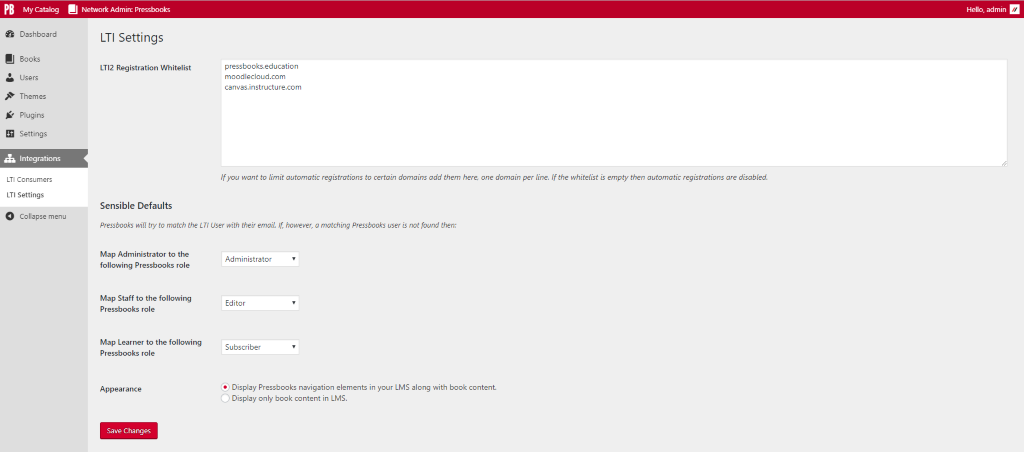 PB My Catalog Network Admin: Pressbooks Hello, admin
Dashboard
Books
Users
Themes
Plugins
Settings
Integrations
LTI Consumers
LTI Settings
Collapse menu
LTI Settings
LTI2 Registration Whitelist
pressbooks.education
moodlecloud.com
canvas.instructure.com
If you want to limit automatic registrations to certain domains add them here, one domain per line. If the whitelist is empty then automatic registrations are disabled.
Sensible Defaults
Pressbooks will try to match the LTI User with their email. If, however, a matching Pressbooks user is not found then:
Map Administrator to the
following Pressbooks role
Administrator
Map Staff to the following
Pressbooks role
Editor
Map Learner to the following
Pressbooks role
Subscriber
Appearance
Display Pressbooks navigation elements in your LMS along with book content.
Display only book content in LMS.
Save Changes